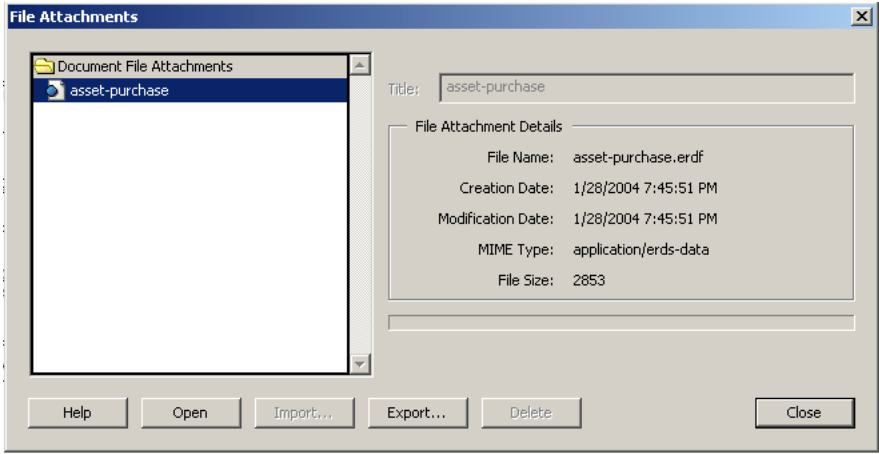 File Attachments
Document File Attachments
asset-purchase
Title: asset-purchase
File Attachment Details
File Name: asset-purchase.erdf
Creation Date: 1/28/2004 7:45:51 PM
Modification Date: 1/28/2004 7:45:51 PM
MIME Type: application/erds-data
File Size: 2853
Help Open Import... Export... Delete Close